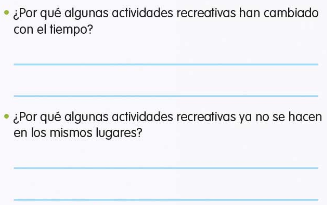 • ¿Por qué algunas actividades recreativas han cambiado
con el tiempo?
• ¿Por qué algunas actividades recreativas ya no se hacen
en los mismos lugares?